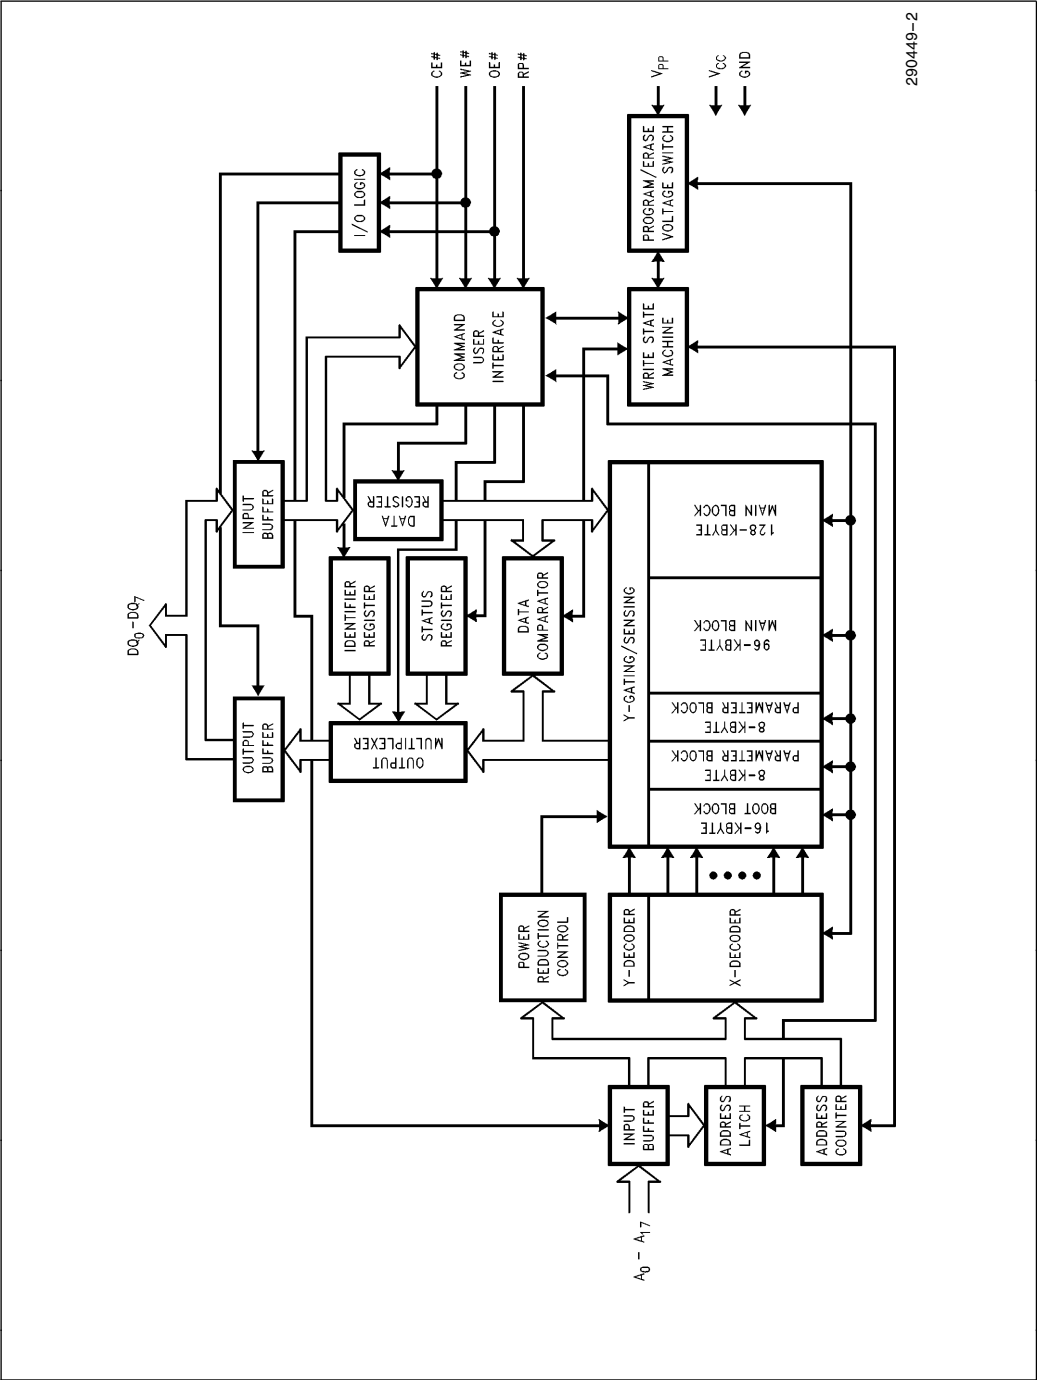 DQ0-DQ7
OUTPUT
BUFFER
INPUT
BUFFER
I/O LOGIC
CE#
WE#
OE#
RP#
IDENTIFIER
REGISTER
STATUS
REGISTER
DATA
REGISTER
OUTPUT
MULTIPLEXER
DATA
COMPARATOR
COMMAND
USER
INTERFACE
POWER
REDUCTION
CONTROL
A0 - A17
INPUT
BUFFER
ADDRESS
LATCH
ADDRESS
COUNTER
Y-DECODER
X-DECODER
Y-GATING/SENSING
16-KBYTE
BOOT BLOCK
8-KBYTE
PARAMETER BLOCK
8-KBYTE
PARAMETER BLOCK
96-KBYTE
MAIN BLOCK
128-KBYTE
MAIN BLOCK
WRITE STATE
MACHINE
PROGRAM/ERASE
VOLTAGE SWITCH
VPP
VCC
GND
290449-2